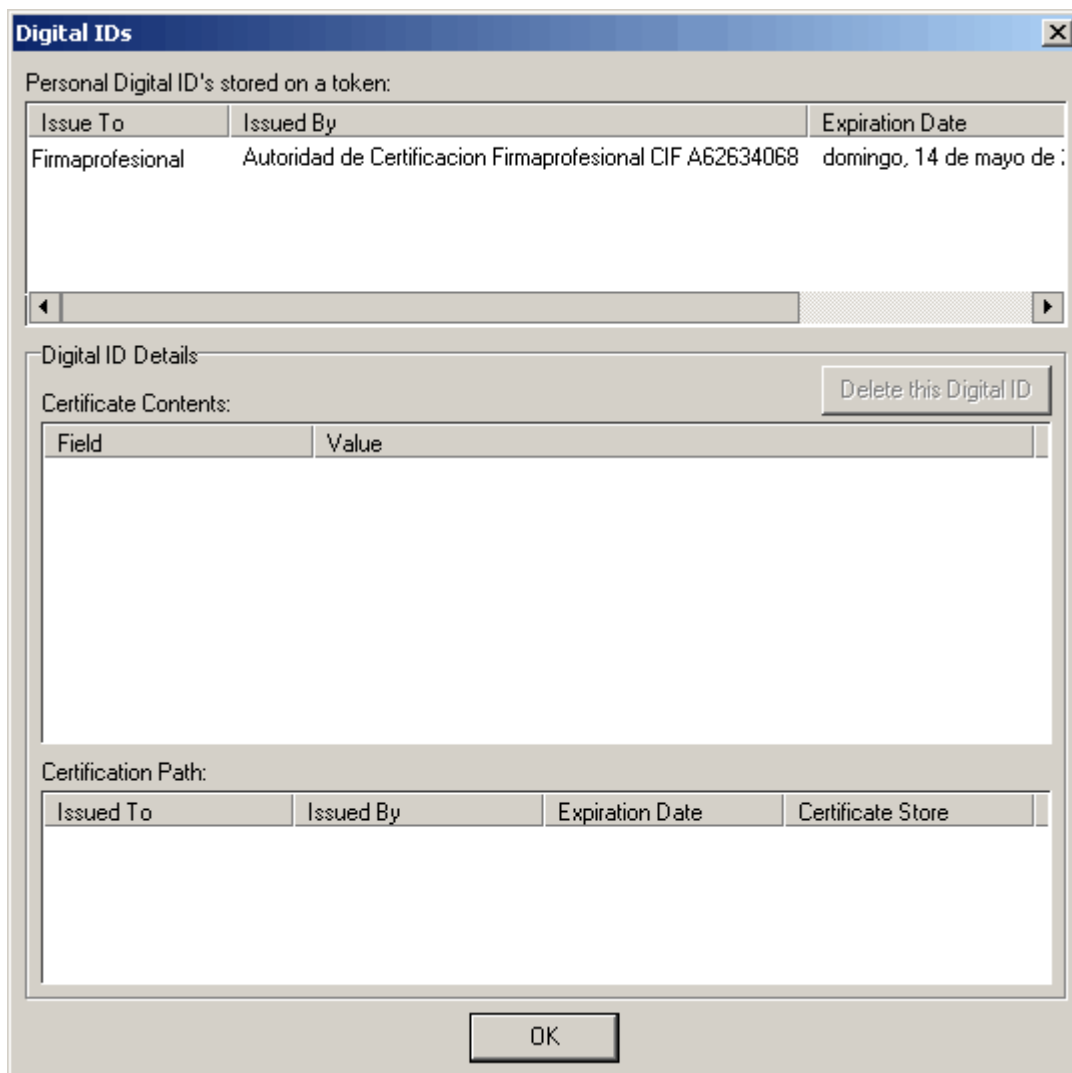 Digital IDs
Personal Digital ID's stored on a token:
Issue To Issued By Expiration Date
Firmaprofesional Autoridad de Certificacion Firmaprofesional CIF A62634068 domingo, 14 de mayo de
Digital ID Details
Delete this Digital ID
Certificate Contents:
Field Value
Certification Path:
Issued To Issued By Expiration Date Certificate Store
OK